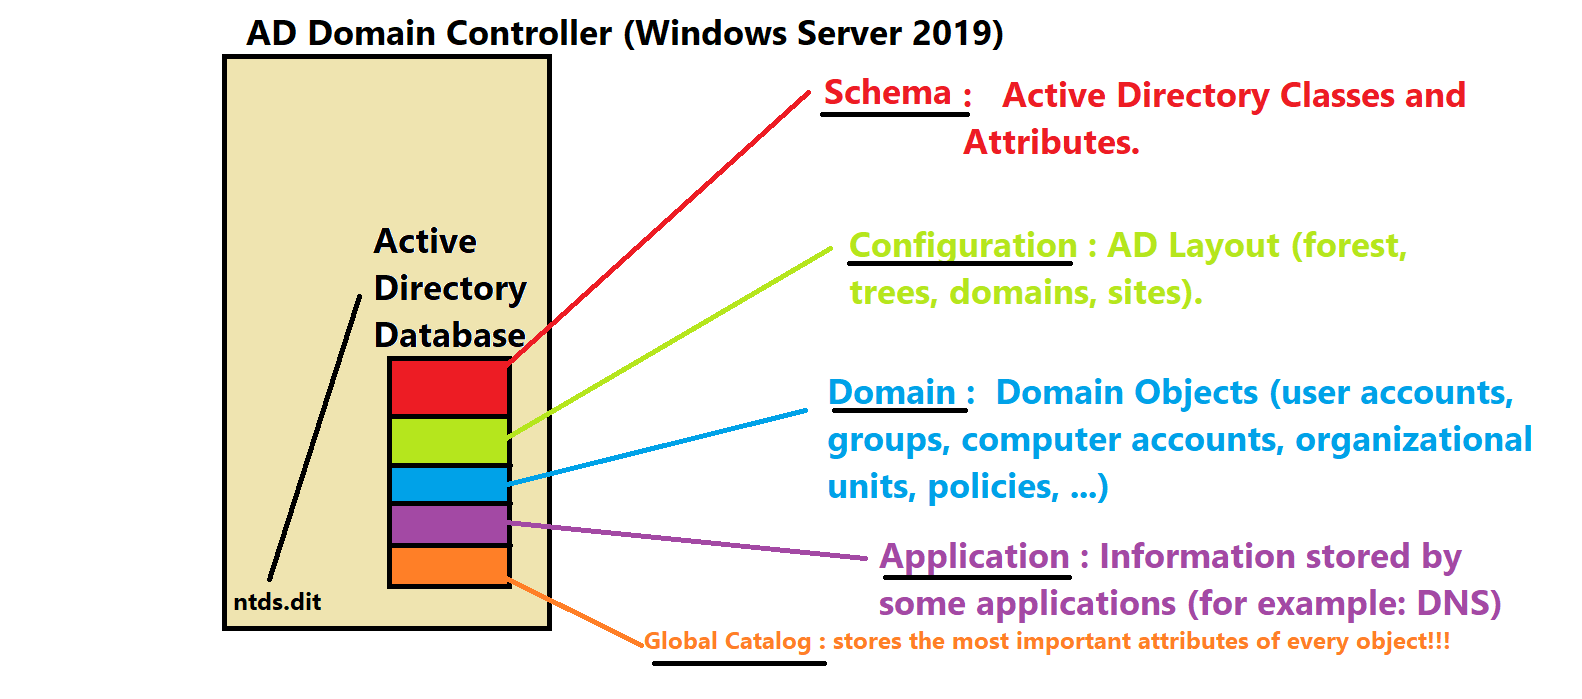 AD Domain Controller (Windows Server 2019)
Schema : Active Directory Classes and
Attributes.
Active
Directory
Database
Configuration : AD Layout (forest,
trees, domains, sites).
Domain : Domain Objects (user accounts,
groups, computer accounts, organizational
units, policies, ...)
Application : Information stored by
some applications (for example: DNS)
ntds.dit
Global Catalog : stores the most important attributes of every object!!!